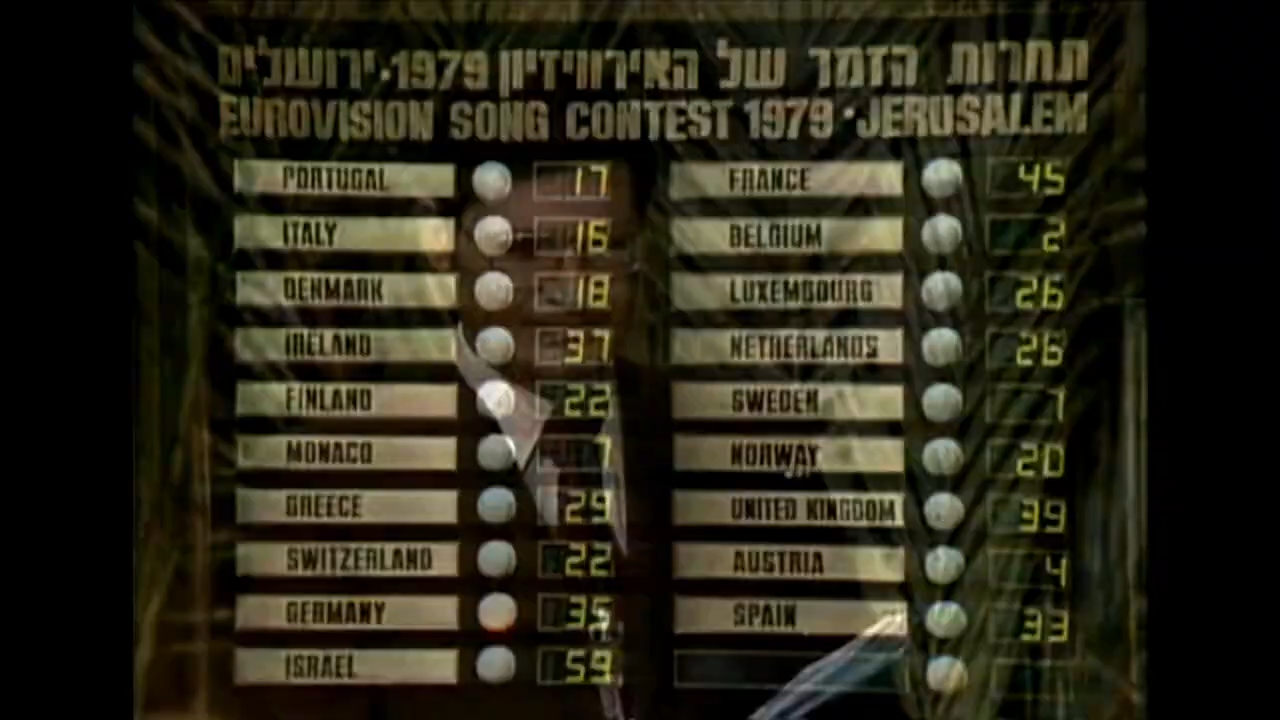 תחרות הזמר של האירוויזיון 1979 · ירושלים
EUROVISION SONG CONTEST 1979 · JERUSALEM
PORTUGAL 17
ITALY 16
DENMARK 18
IRELAND 37
FINLAND 22
MONACO 7
GREECE 29
SWITZERLAND 22
GERMANY 35
ISRAEL 59
FRANCE 45
BELGIUM 2
LUXEMBOURG 26
NETHERLANDS 26
SWEDEN 7
NORWAY 20
UNITED KINGDOM 39
AUSTRIA 4
SPAIN 33